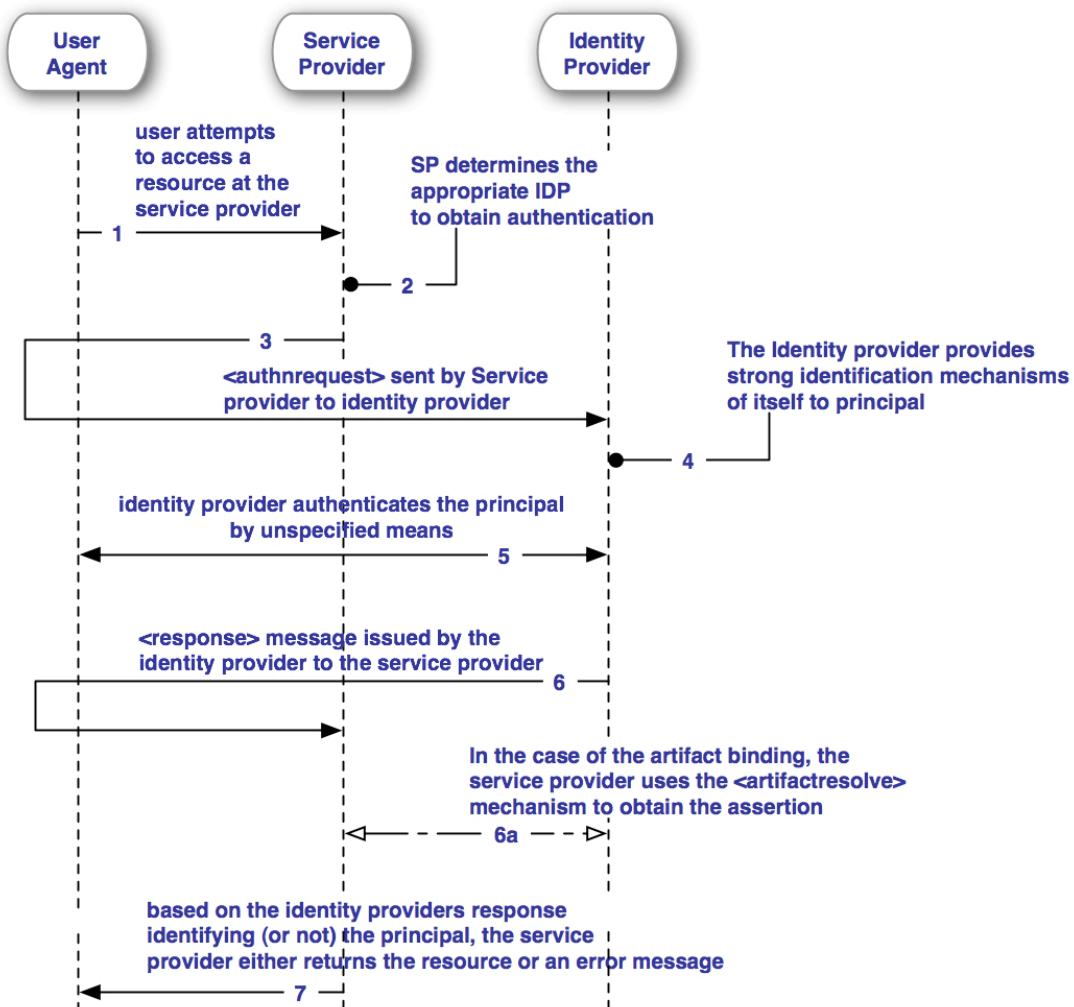 User
Agent
Service
Provider
Identity
Provider
user attempts
to access a
resource at the
service provider
1
SP determines the
appropriate IDP
to obtain authentication
2
3
<authnrequest> sent by Service
provider to identity provider
The Identity provider provides
strong identification mechanisms
of itself to principal
4
identity provider authenticates the principal
by unspecified means
5
<response> message issued by the
identity provider to the service provider
6
In the case of the artifact binding, the
service provider uses the <artifactresolve>
mechanism to obtain the assertion
6a
based on the identity providers response
identifying (or not) the principal, the service
provider either returns the resource or an error message
7